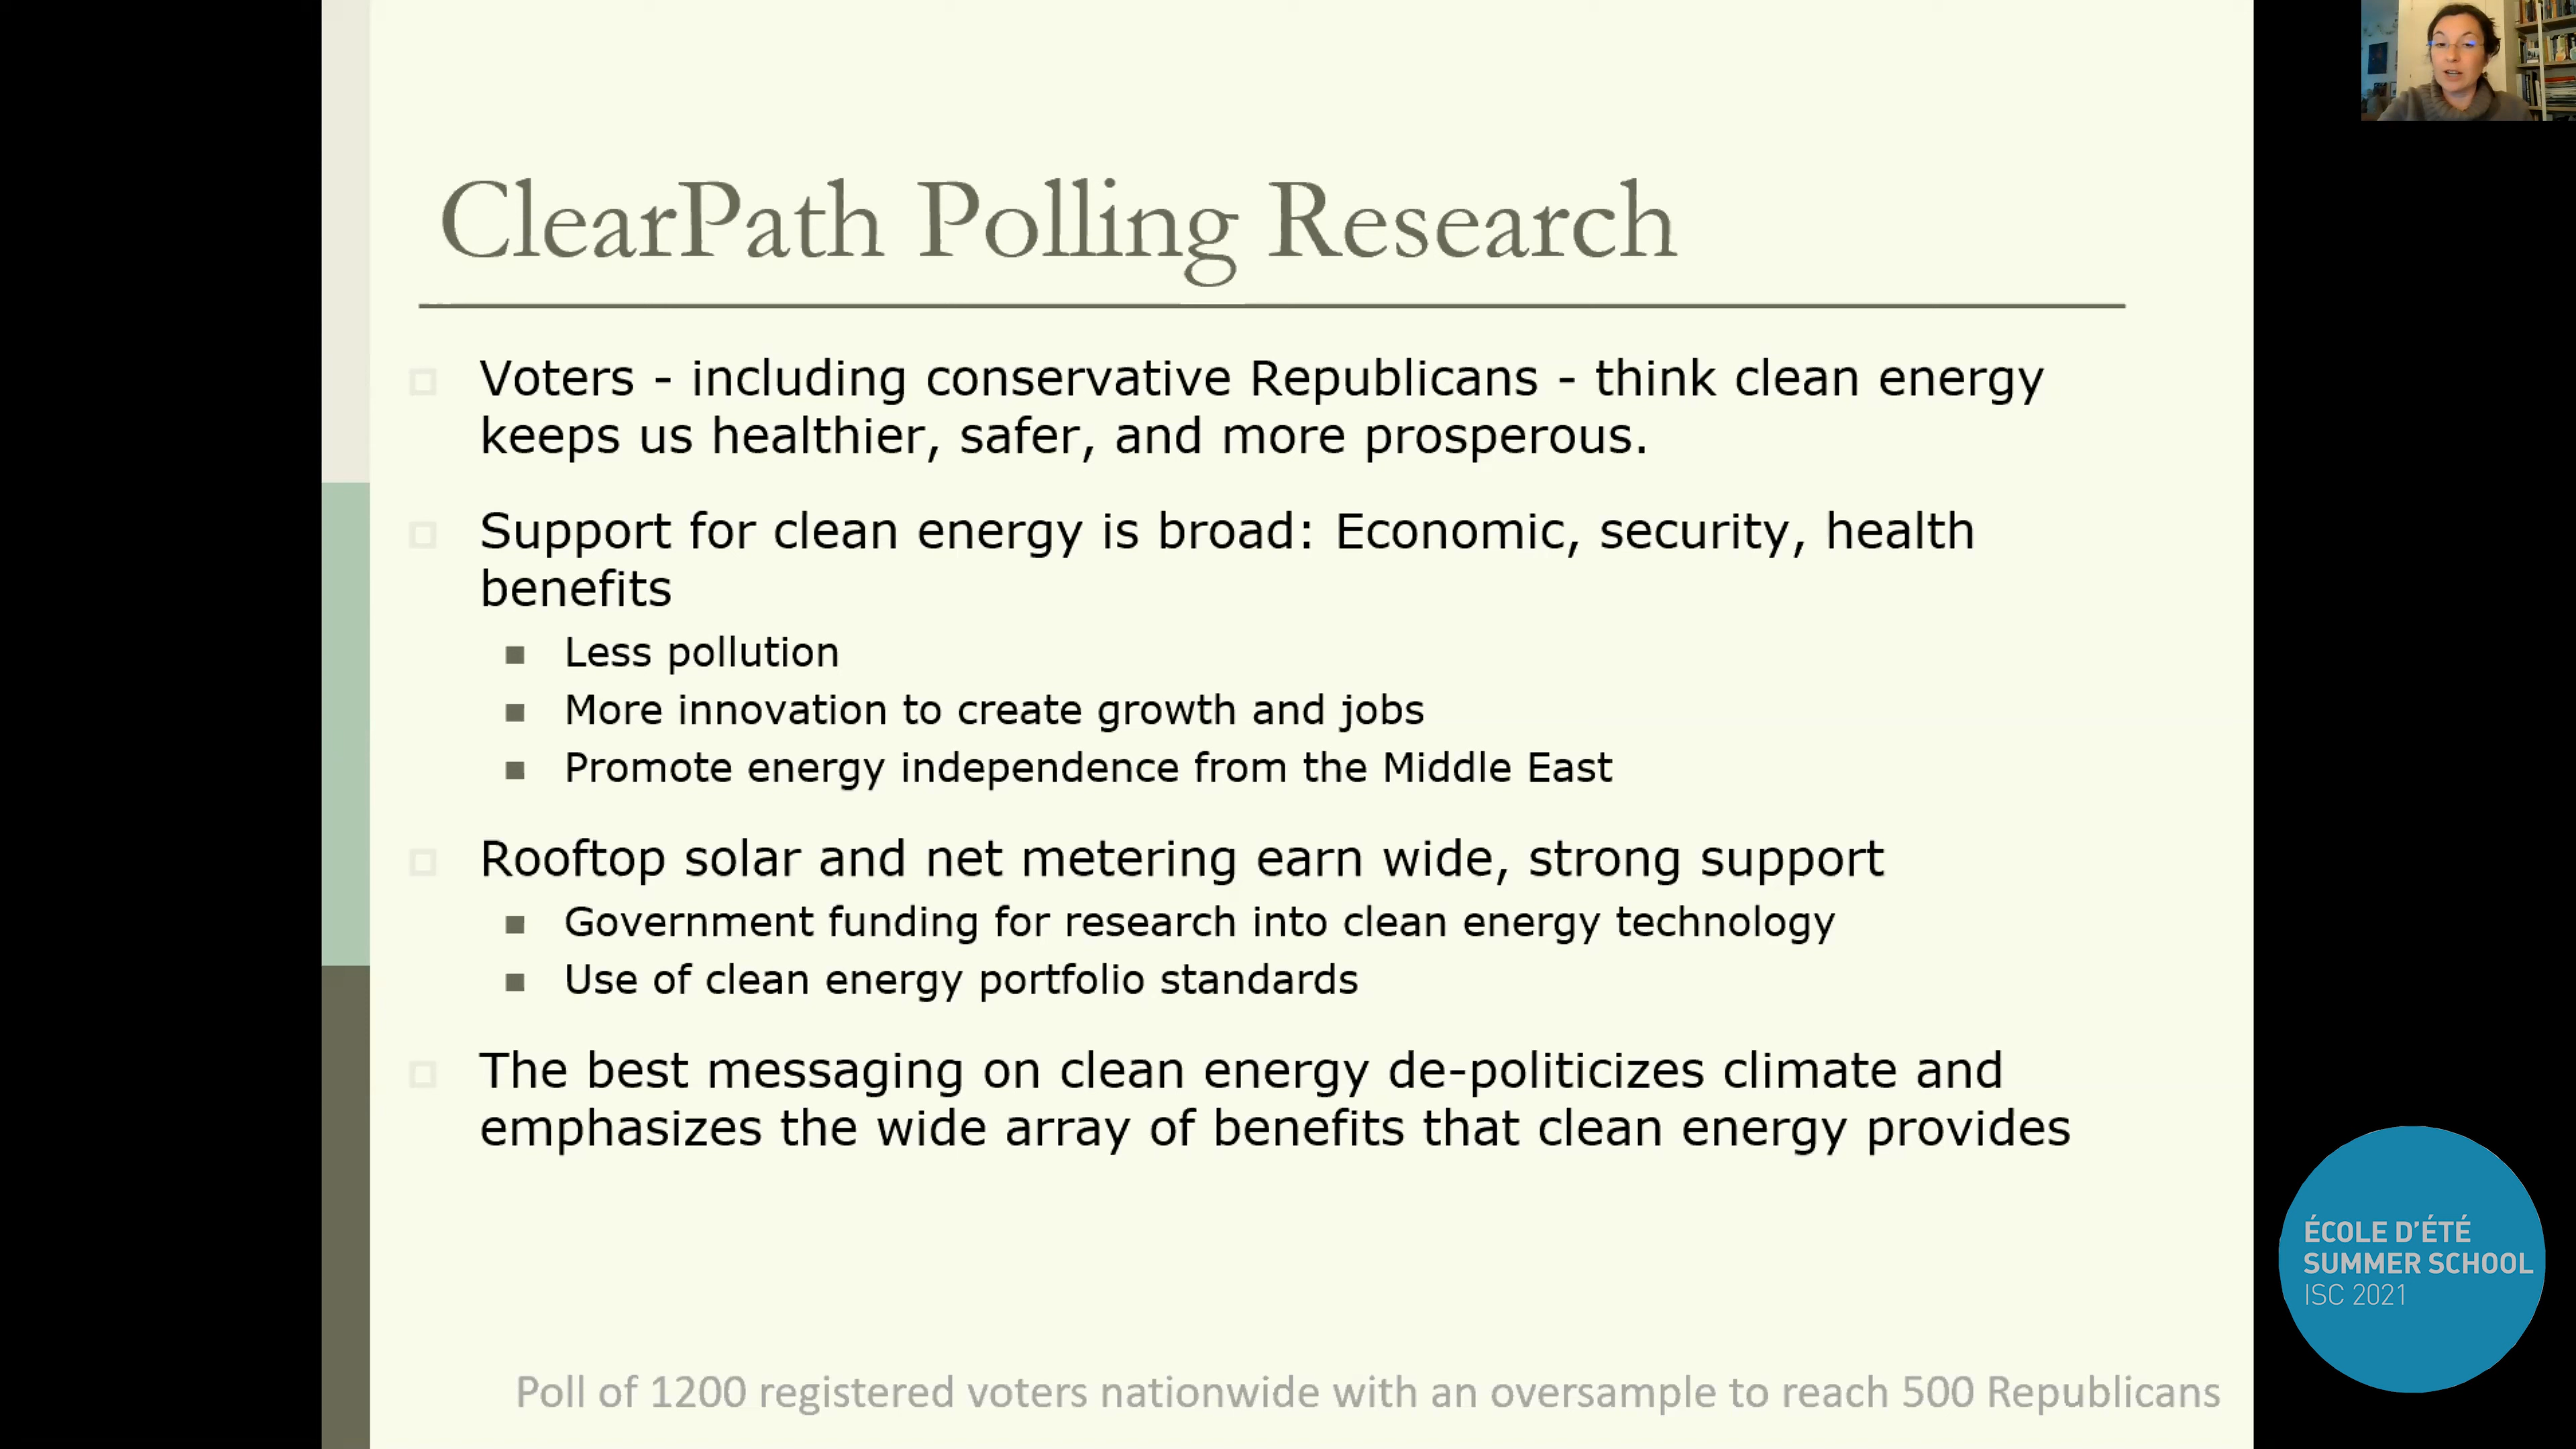 ClearPath Polling Research
Voters - including conservative Republicans - think clean energy
keeps us healthier, safer, and more prosperous.
Support for clean energy is broad: Economic, security, health
benefits
Less pollution
More innovation to create growth and jobs
Promote energy independence from the Middle East
Rooftop solar and net metering earn wide, strong support
Government funding for research into clean energy technology
Use of clean energy portfolio standards
The best messaging on clean energy de-politicizes climate and
emphasizes the wide array of benefits that clean energy provides
Poll of 1200 registered voters nationwide with an oversample to reach 500 Republicans
ÉCOLE D'ÉTÉ
SUMMER SCHOOL
ISC 2021